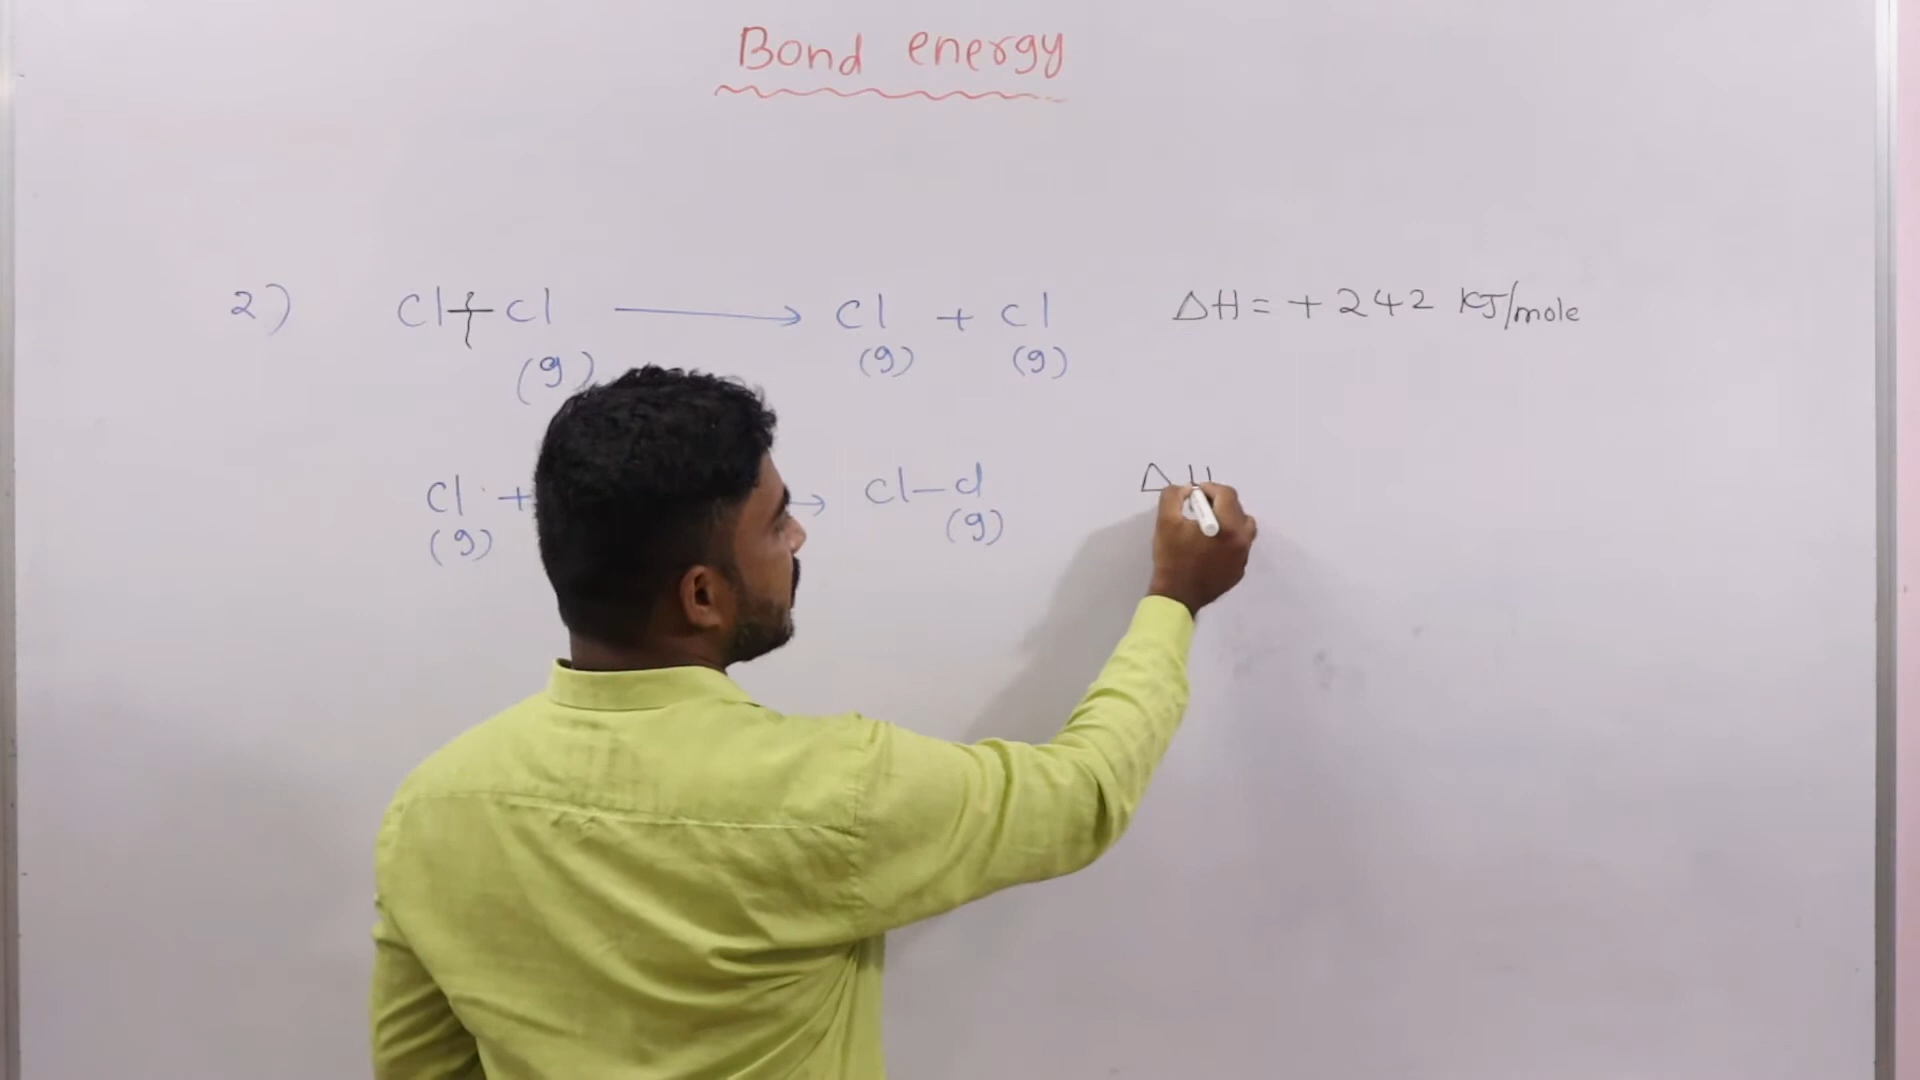 Bond energy
2) Cl-Cl ⟶ Cl + Cl ΔH = + 242 KJ/mole
(g) (g) (g)
Cl + → Cl-Cl ΔH
(g) (g)